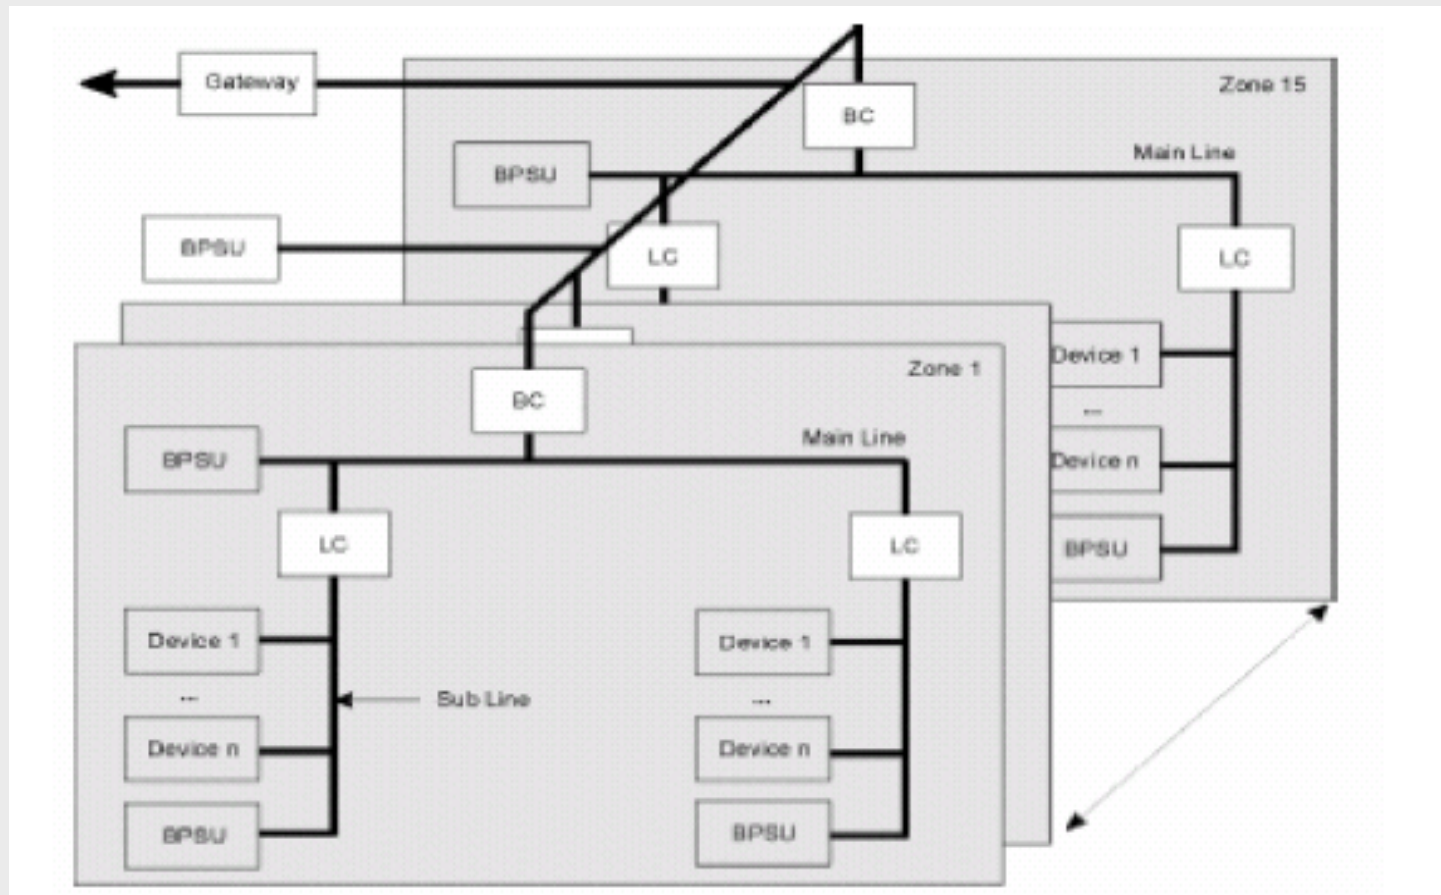 Gateway
Zone 15
BC
Main Line
BPSU
BPSU
LC
LC
Device 1
...
Device n
BPSU
Zone 1
BC
Main Line
BPSU
LC
LC
Device 1
Device 1
...
Sub Line
...
Device n
Device n
BPSU
BPSU